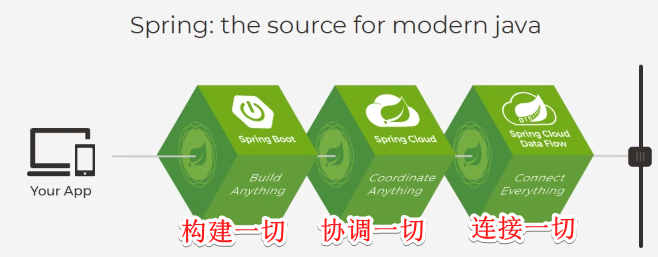 Spring: the source for modern java
Your App
Spring Boot
Build
Anything
构建一切
Spring Cloud
Coordinate
Anything
协调一切
Spring Cloud
Data Flow
Connect
Everything
连接一切